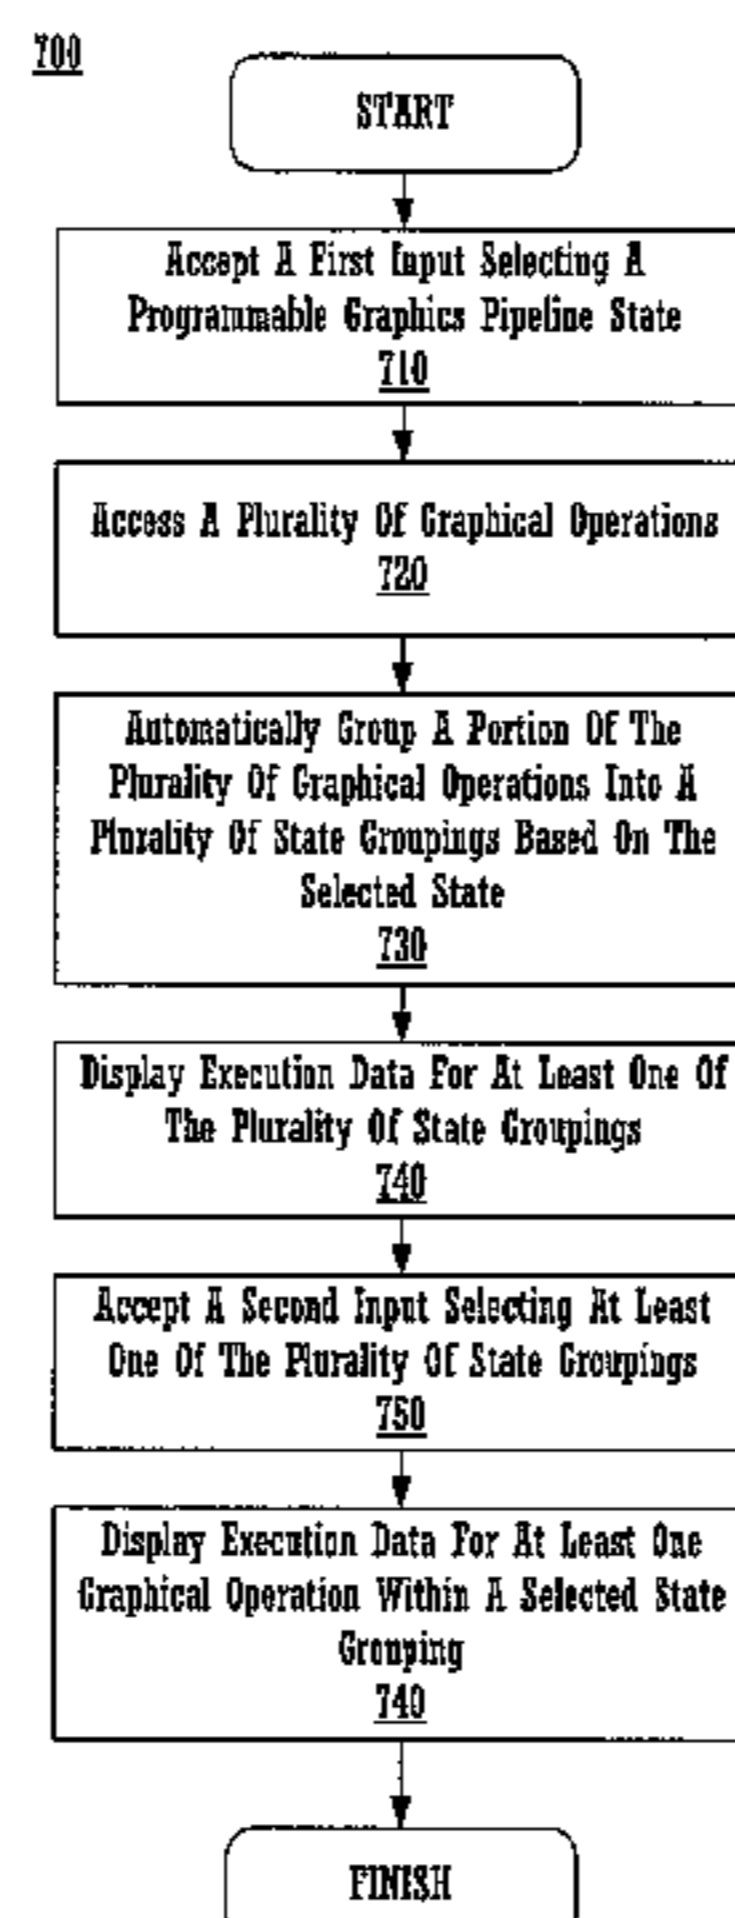 700
START
Accept A First Input Selecting A
Programmable Graphics Pipeline State
710
Access A Plurality Of Graphical Operations
720
Automatically Group A Portion Of The
Plurality Of Graphical Operations Into A
Plurality Of State Groupings Based On The
Selected State
730
Display Execution Data For At Least One Of
The Plurality Of State Groupings
740
Accept A Second Input Selecting At Least
One Of The Plurality Of State Groupings
750
Display Execution Data For At Least One
Graphical Operation Within A Selected State
Grouping
740
FINISH